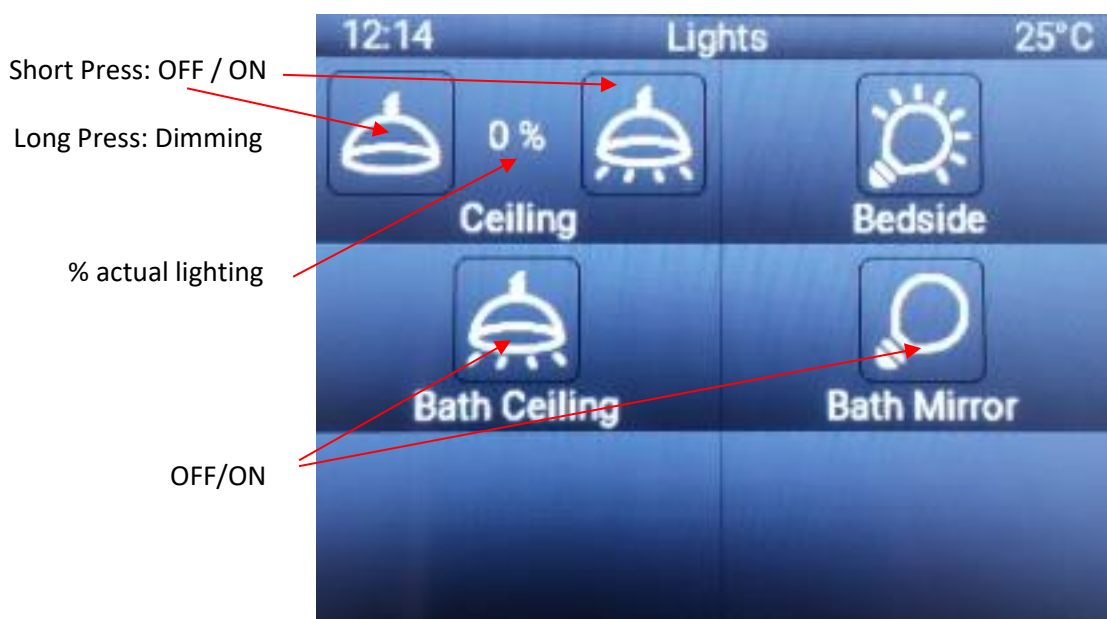 12:14 Lights 25°C
Short Press: OFF / ON
Long Press: Dimming
0 %
Ceiling
Bedside
% actual lighting
Bath Ceiling
Bath Mirror
OFF/ON